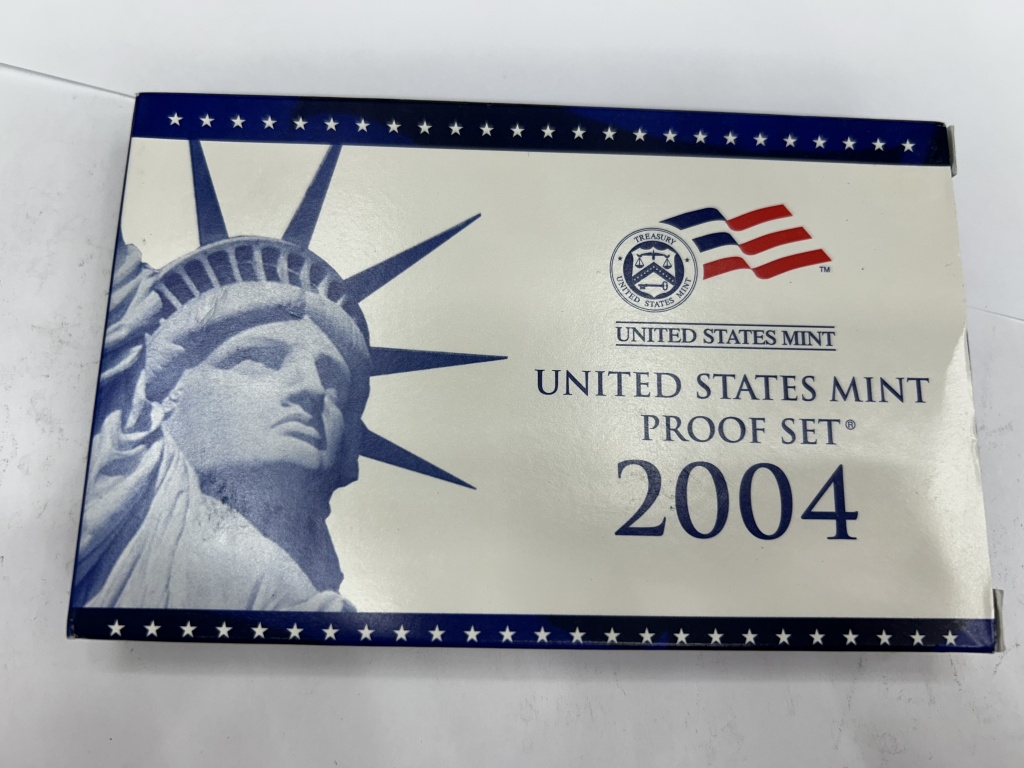 TREASURY
UNITED STATES MINT
TM
UNITED STATES MINT
UNITED STATES MINT
PROOF SET®
2004